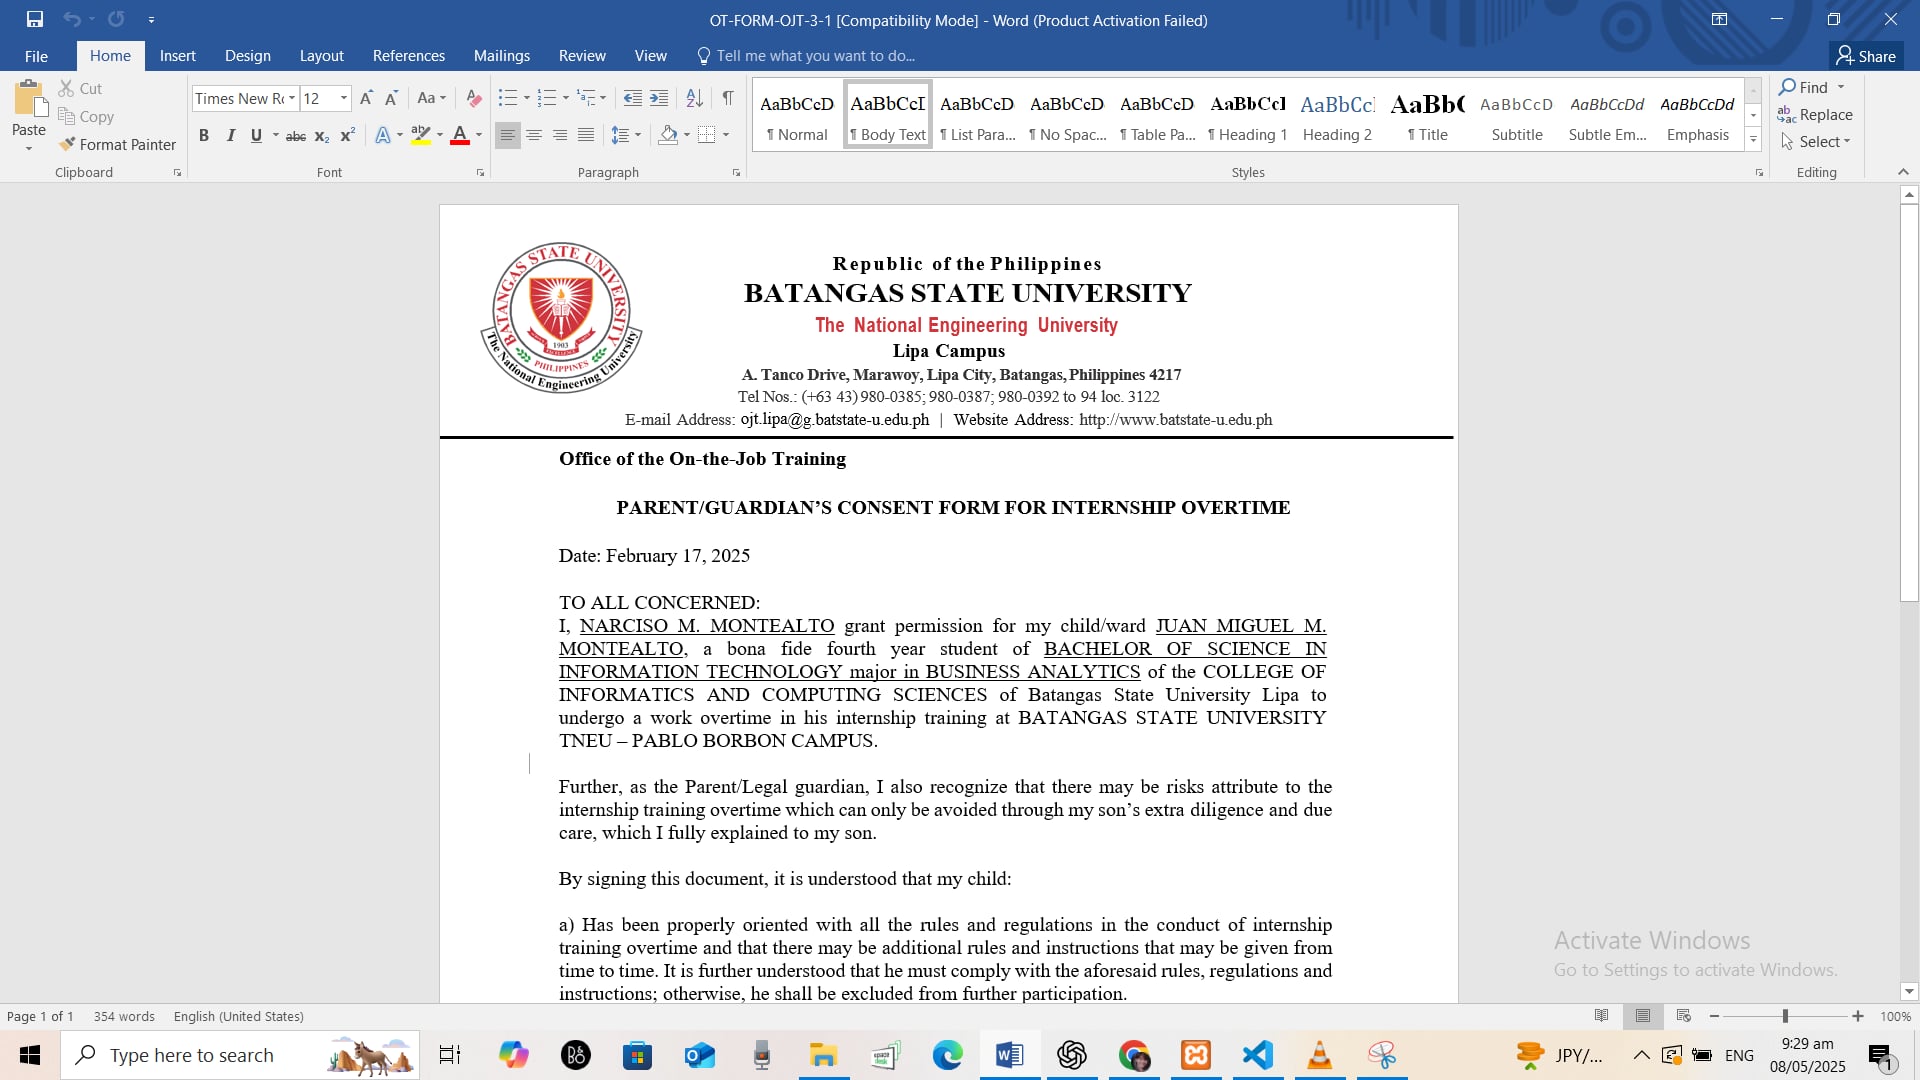 OT-FORM-OJT-3-1 [Compatibility Mode] - Word (Product Activation Failed)
File Home Insert Design Layout References Mailings Review View Tell me what you want to do... Share
Paste
Cut
Copy
Format Painter
Clipboard
Times New Ro 12
Font
Paragraph
AaBbCcD AaBbCcI AaBbCcD AaBbCcD AaBbCcD AaBbCcI AaBbCcI AaBb( AaBbCcD AaBbCcDd AaBbCcDd
¶ Normal ¶ Body Text ¶ List Para... ¶ No Spac... ¶ Table Pa... ¶ Heading 1 Heading 2 ¶ Title Subtitle Subtle Em... Emphasis
Styles
Find
Replace
Select
Editing
BATANGAS STATE UNIVERSITY
1903
PHILIPPINES
The National Engineering University
Republic of the Philippines
BATANGAS STATE UNIVERSITY
The National Engineering University
Lipa Campus
A. Tanco Drive, Marawoy, Lipa City, Batangas, Philippines 4217
Tel Nos.: (+63 43) 980-0385; 980-0387; 980-0392 to 94 loc. 3122
E-mail Address: ojt.lipa@g.batstate-u.edu.ph | Website Address: http://www.batstate-u.edu.ph
Office of the On-the-Job Training
PARENT/GUARDIAN’S CONSENT FORM FOR INTERNSHIP OVERTIME
Date: February 17, 2025
TO ALL CONCERNED:
I, NARCISO M. MONTEALTO grant permission for my child/ward JUAN MIGUEL M.
MONTEALTO, a bona fide fourth year student of BACHELOR OF SCIENCE IN
INFORMATION TECHNOLOGY major in BUSINESS ANALYTICS of the COLLEGE OF
INFORMATICS AND COMPUTING SCIENCES of Batangas State University Lipa to
undergo a work overtime in his internship training at BATANGAS STATE UNIVERSITY
TNEU – PABLO BORBON CAMPUS.
Further, as the Parent/Legal guardian, I also recognize that there may be risks attribute to the
internship training overtime which can only be avoided through my son’s extra diligence and due
care, which I fully explained to my son.
By signing this document, it is understood that my child:
a) Has been properly oriented with all the rules and regulations in the conduct of internship
training overtime and that there may be additional rules and instructions that may be given from
time to time. It is further understood that he must comply with the aforesaid rules, regulations and
instructions; otherwise, he shall be excluded from further participation.
Activate Windows
Go to Settings to activate Windows.
Page 1 of 1 354 words English (United States) 100%
Type here to search
JPY/... ENG
9:29 am
08/05/2025
1